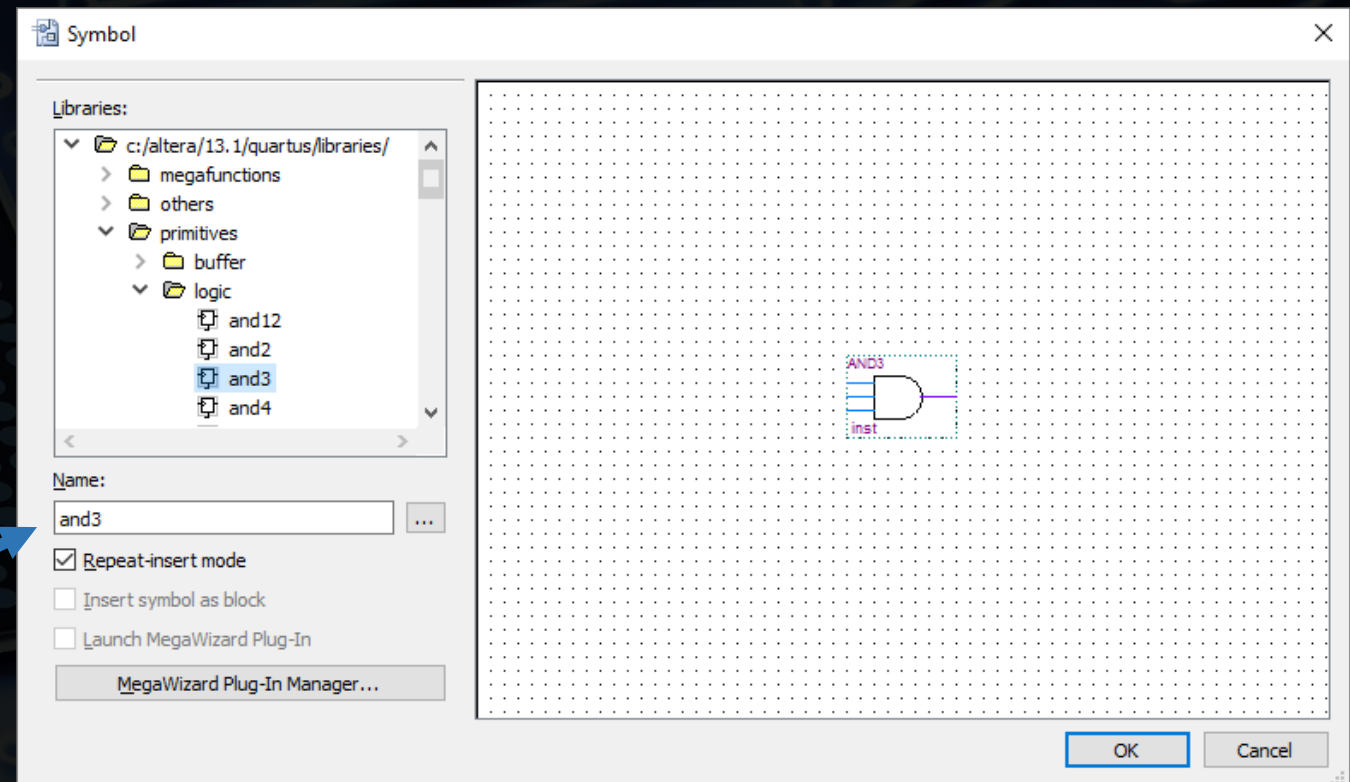 Symbol
Libraries:
c:/altera/13.1/quartus/libraries/
megafunctions
others
primitives
buffer
logic
and12
and2
and3
and4
AND3
inst
Name:
and3
...
Repeat-insert mode
Insert symbol as block
Launch MegaWizard Plug-In
MegaWizard Plug-In Manager...
OK
Cancel